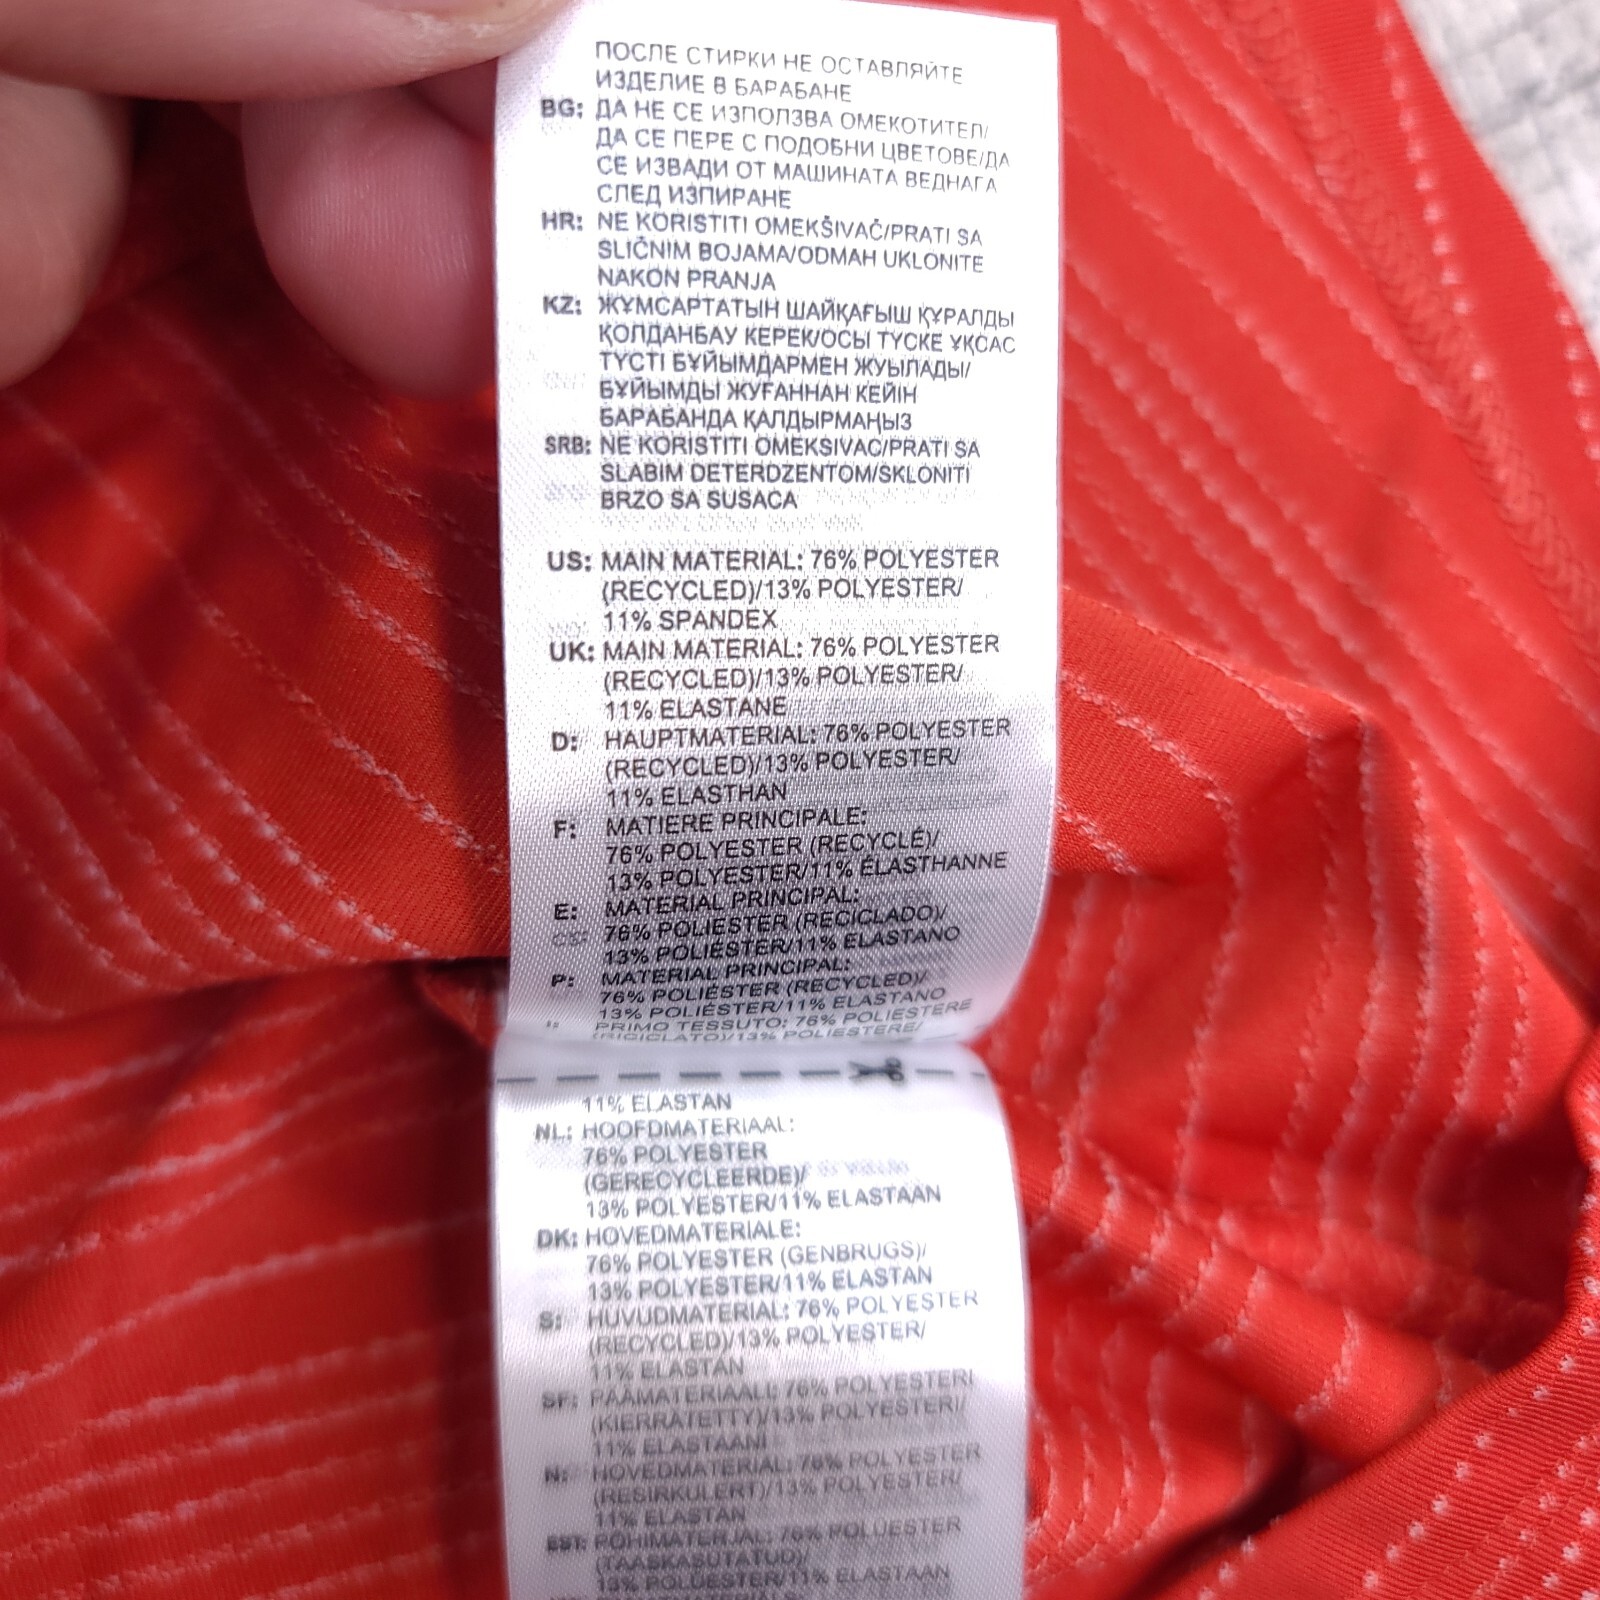 ПОСЛЕ СТИРКИ НЕ ОСТАВЛЯЙТЕ
ИЗДЕЛИЕ В БАРАБАНЕ
BG: ДА НЕ СЕ ИЗПОЛЗВА ОМЕКОТИТЕЛ/
ДА СЕ ПЕРЕ С ПОДОБНИ ЦВЕТОВЕ/ДА
СЕ ИЗВАДИ ОТ МАШИНАТА ВЕДНАГА
СЛЕД ИЗПИРАНЕ
HR: NE KORISTITI OMEKŠIVAČ/PRATI SA
SLIČNIM BOJAMA/ODMAH UKLONITE
NAKON PRANJA
KZ: ЖҰМСАРТАТЫН ШАЙҚАҒЫШ ҚҰРАЛДЫ
ҚОЛДАНБАУ КЕРЕК/ОСЫ ТҮСКЕ ҰҚСАС
ТҮСТІ БҰЙЫМДАРМЕН ЖУЫЛАДЫ/
БҰЙЫМДЫ ЖУҒАННАН КЕЙІН
БАРАБАНДА ҚАЛДЫРМАҢЫЗ
SRB: NE KORISTITI OMEKSIVAC/PRATI SA
SLABIM DETERDZENTOM/SKLONITI
BRZO SA SUSACA
US: MAIN MATERIAL: 76% POLYESTER
(RECYCLED)/13% POLYESTER/
11% SPANDEX
UK: MAIN MATERIAL: 76% POLYESTER
(RECYCLED)/13% POLYESTER/
11% ELASTANE
D: HAUPTMATERIAL: 76% POLYESTER
(RECYCLED)/13% POLYESTER/
11% ELASTHAN
F: MATIERE PRINCIPALE:
76% POLYESTER (RECYCLÉ)/
13% POLYESTER/11% ÉLASTHANNE
E: MATERIAL PRINCIPAL:
76% POLIÉSTER (RECICLADO)/
13% POLIÉSTER/11% ELASTANO
P: MATERIAL PRINCIPAL:
76% POLIÉSTER (RECYCLED)/
13% POLIÉSTER/11% ELASTANO
PRIMO TESSUTO: 76% POLIESTERE
(RICICLATO)/13% POLIESTERE/
11% ELASTAN
NL: HOOFDMATERIAAL:
76% POLYESTER
(GERECYCLEERDE)/
13% POLYESTER/11% ELASTAAN
DK: HOVEDMATERIALE:
76% POLYESTER (GENBRUGS)/
13% POLYESTER/11% ELASTAN
S: HUVUDMATERIAL: 76% POLYESTER
(RECYCLED)/13% POLYESTER/
11% ELASTAN
SF: PÄÄMATERIAALI: 76% POLYESTERI
(KIERRÄTETTY)/13% POLYESTERI/
11% ELASTAANI
N: HOVEDMATERIAL: 76% POLYESTER
(RESIRKULERT)/13% POLYESTER/
11% ELASTAN
EST: PÕHIMATERJAL: 76% POLÜESTER
(TAASKASUTATUD)/
13% POLÜESTER/11% ELASTAAN